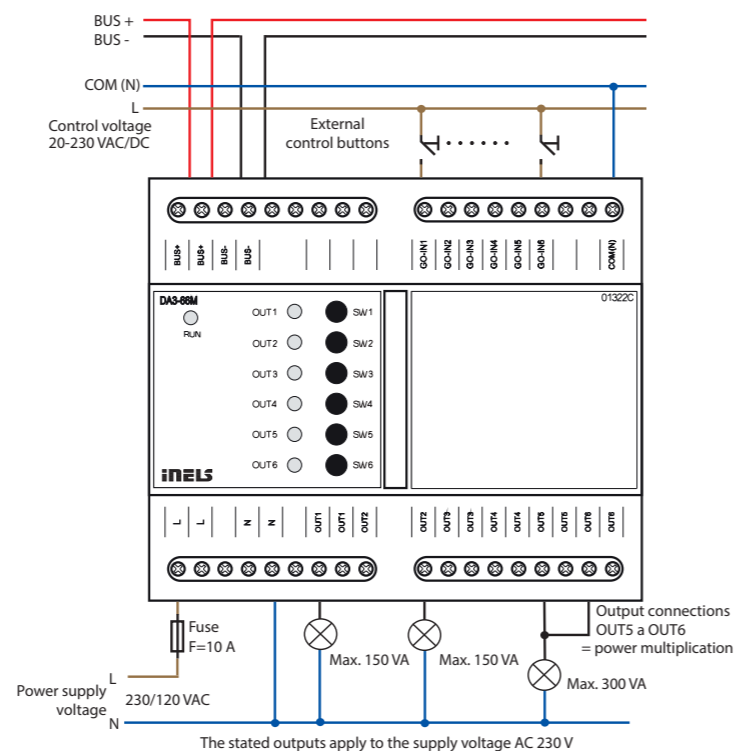 BUS +
BUS -
COM (N)
L
Control voltage
20-230 VAC/DC
External
control buttons
BUS+ BUS+ BUS- BUS- GO-IN1 GO-IN2 GO-IN3 GO-IN4 GO-IN5 GO-IN6 COM(N)
DA3-66M
01322C
RUN
OUT1 SW1
OUT2 SW2
OUT3 SW3
OUT4 SW4
OUT5 SW5
OUT6 SW6
iNELS
L L N N OUT1 OUT1 OUT2 OUT2 OUT3 OUT3 OUT4 OUT4 OUT5 OUT5 OUT6 OUT6
Fuse
F=10 A
Max. 150 VA
Max. 150 VA
Output connections
OUT5 a OUT6
= power multiplication
Max. 300 VA
L
Power supply
voltage
230/120 VAC
N
The stated outputs apply to the supply voltage AC 230 V